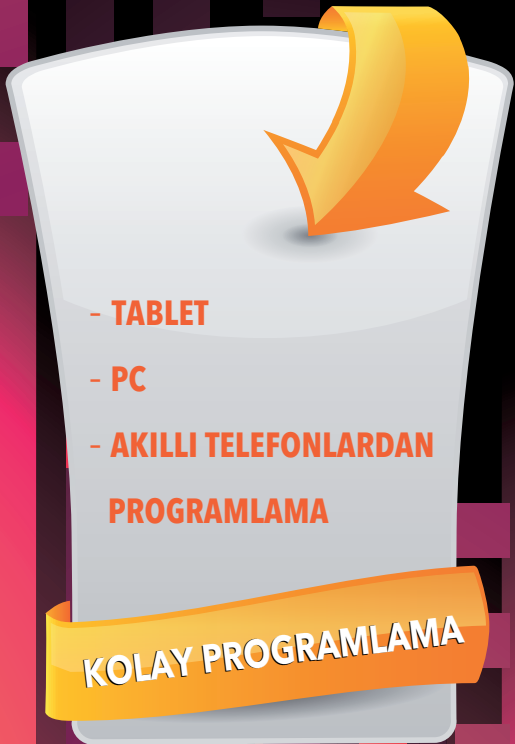 - TABLET
- PC
- AKILLI TELEFONLARDAN
PROGRAMLAMA
KOLAY PROGRAMLAMA